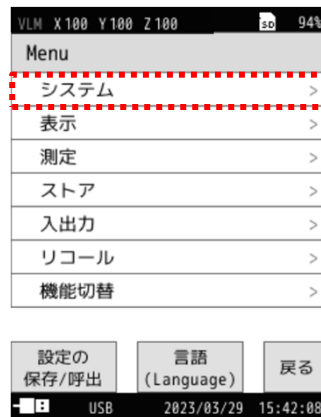 VLM X100 Y100 Z100 SD 94%
Menu
システム >
表示 >
測定 >
ストア >
入出力 >
リコール >
機能切替 >
設定の
保存/呼出
言語
(Language)
戻る
USB 2023/03/29 15:42:08